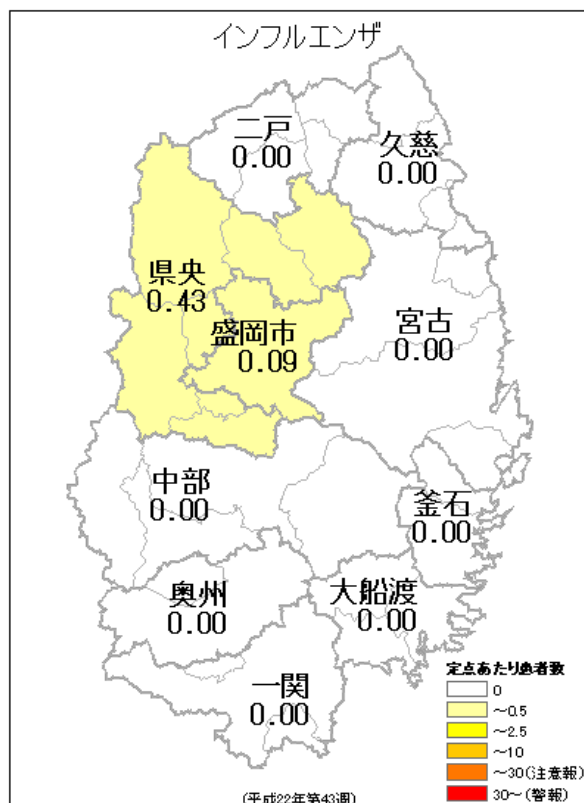 インフルエンザ
二戸
0.00
久慈
0.00
県央
0.43
盛岡市
0.09
宮古
0.00
中部
0.00
釜石
0.00
奥州
0.00
大船渡
0.00
一関
0.00
定点あたり患者数
0
～0.5
～2.5
～10
～30(注意報)
30～(警報)
(平成22年第43週)